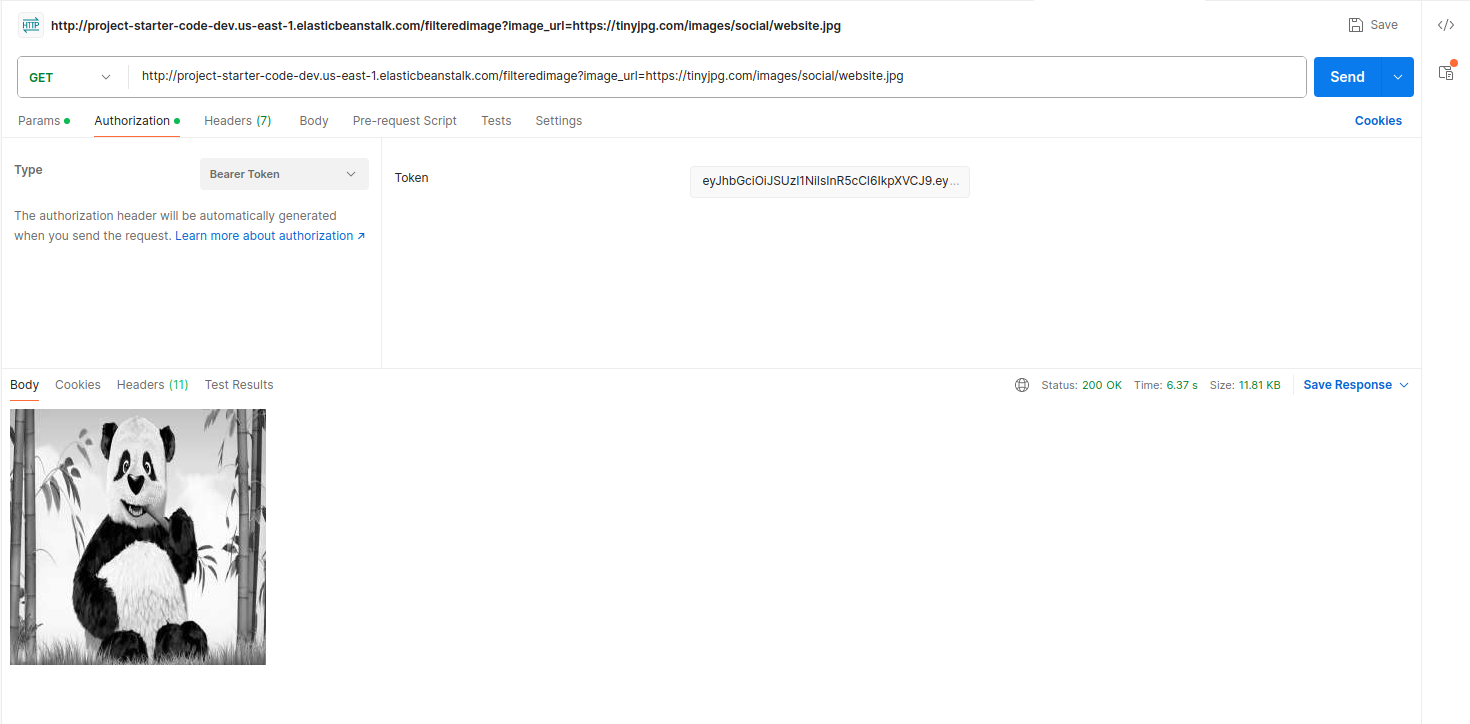 HTTP http://project-starter-code-dev.us-east-1.elasticbeanstalk.com/filteredimage?image_url=https://tinyjpg.com/images/social/website.jpg Save
GET http://project-starter-code-dev.us-east-1.elasticbeanstalk.com/filteredimage?image_url=https://tinyjpg.com/images/social/website.jpg Send
Params Authorization Headers (7) Body Pre-request Script Tests Settings Cookies
Type Bearer Token
Token eyJhbGciOiJSUzI1NiIsInR5cCI6IkpXVCJ9.ey...
The authorization header will be automatically generated
when you send the request. Learn more about authorization ↗
Body Cookies Headers (11) Test Results Status: 200 OK Time: 6.37 s Size: 11.81 KB Save Response